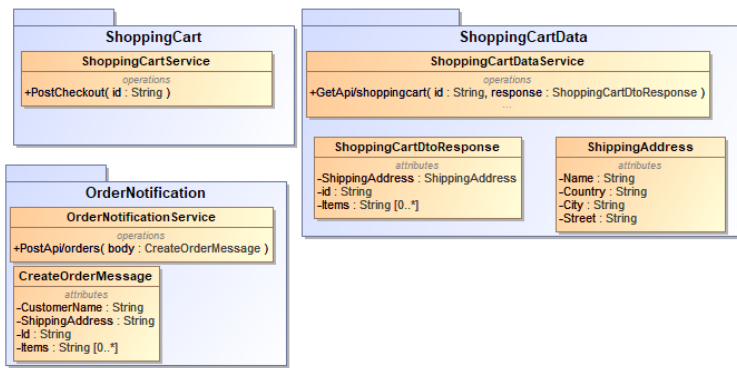 ShoppingCart
ShoppingCartService
operations
+PostCheckout( id : String )
ShoppingCartData
ShoppingCartDataService
operations
+GetApi/shoppingcart( id : String, response : ShoppingCartDtoResponse )
...
ShoppingCartDtoResponse
attributes
-ShippingAddress : ShippingAddress
-id : String
-Items : String [0..*]
ShippingAddress
attributes
-Name : String
-Country : String
-City : String
-Street : String
OrderNotification
OrderNotificationService
operations
+PostApi/orders( body : CreateOrderMessage )
CreateOrderMessage
attributes
-CustomerName : String
-ShippingAddress : String
-Id : String
-Items : String [0..*]